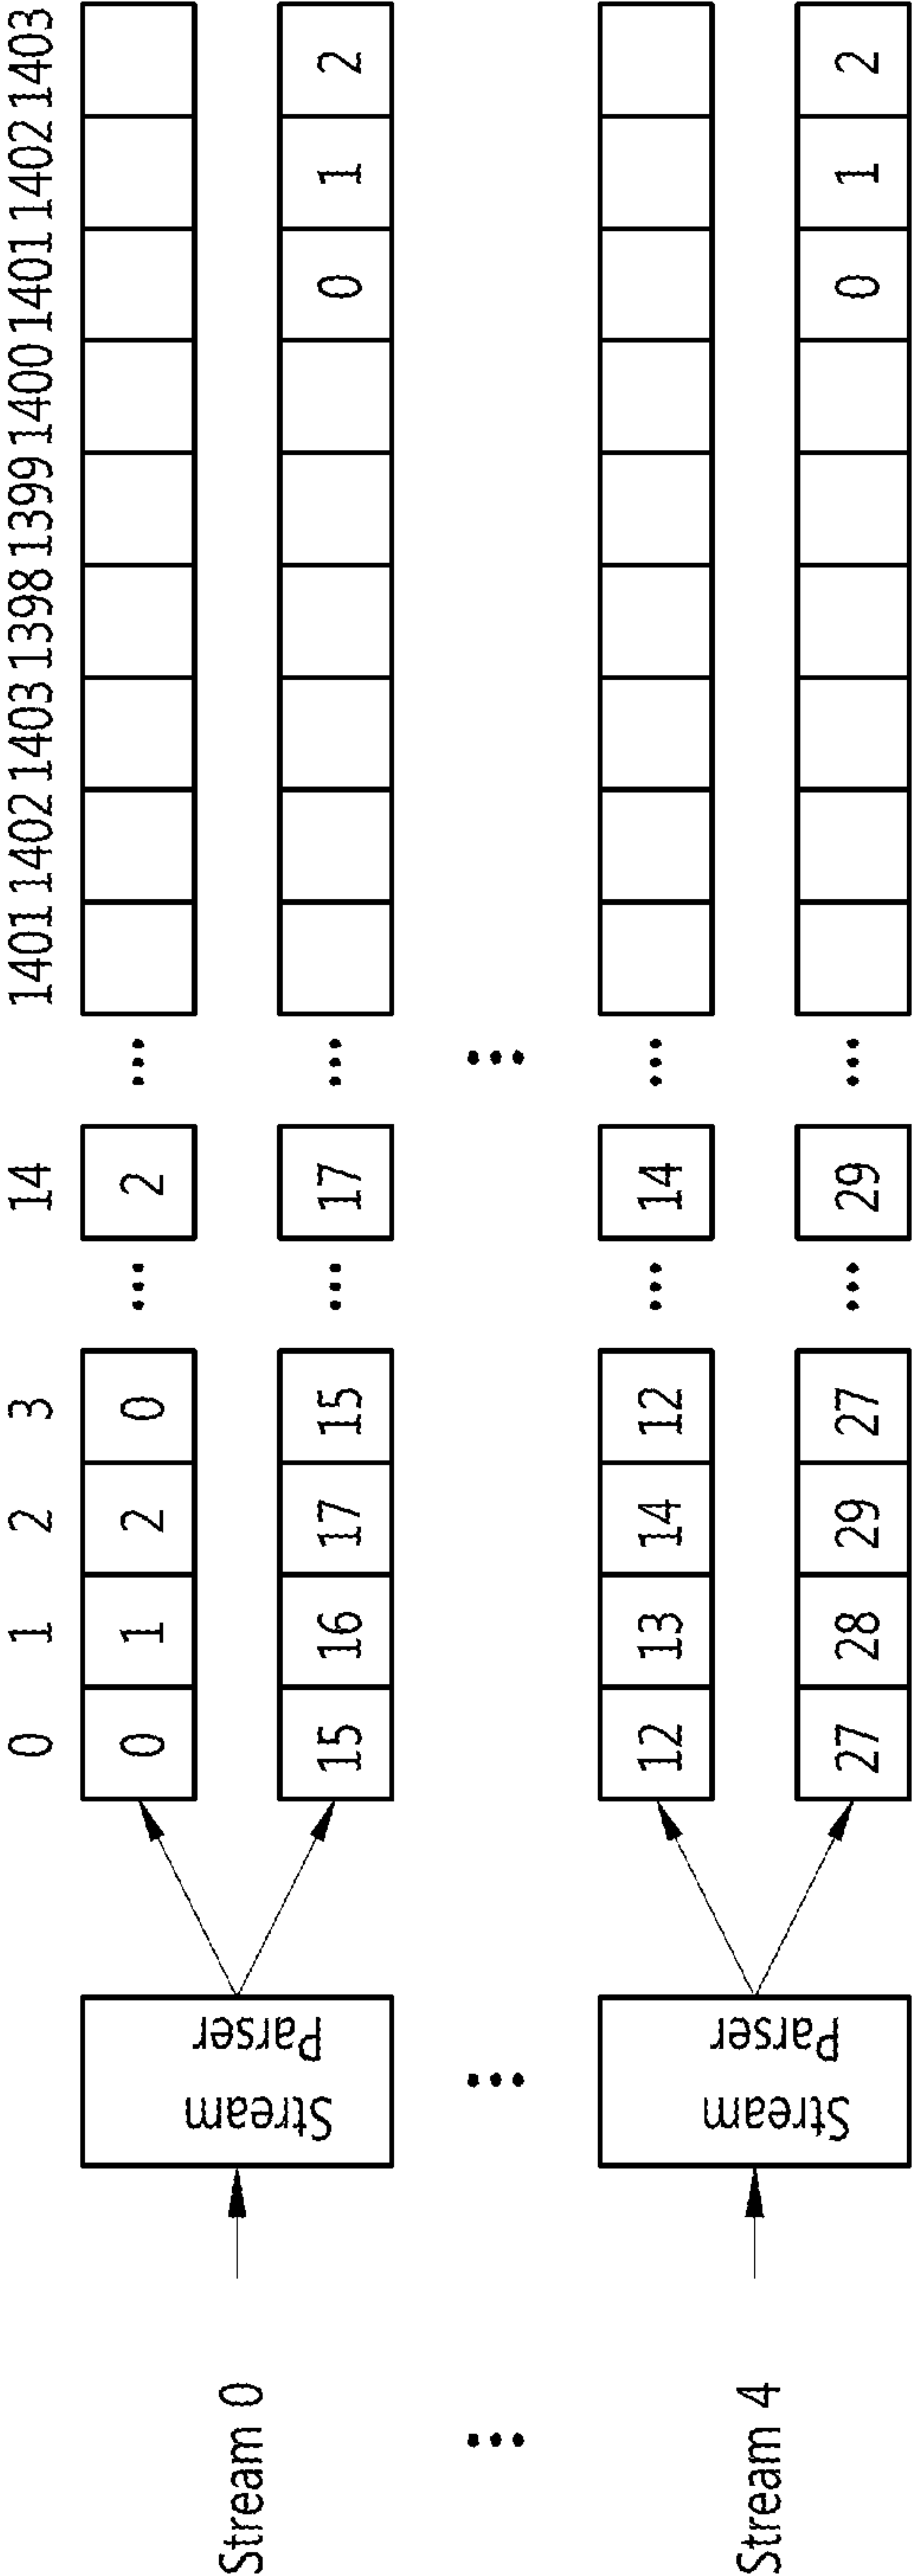 0 1 2 3 14 1401 1402 1403 1398 1399 1400 1401 1402 1403
0 1 2 0 ... 2 ...
Stream 0
Stream
Parser
15 16 17 15 ... 17 ... 0 1 2
... ... ...
12 13 14 12 ... 14 ...
Stream 4
Stream
Parser
27 28 29 27 ... 29 ... 0 1 2